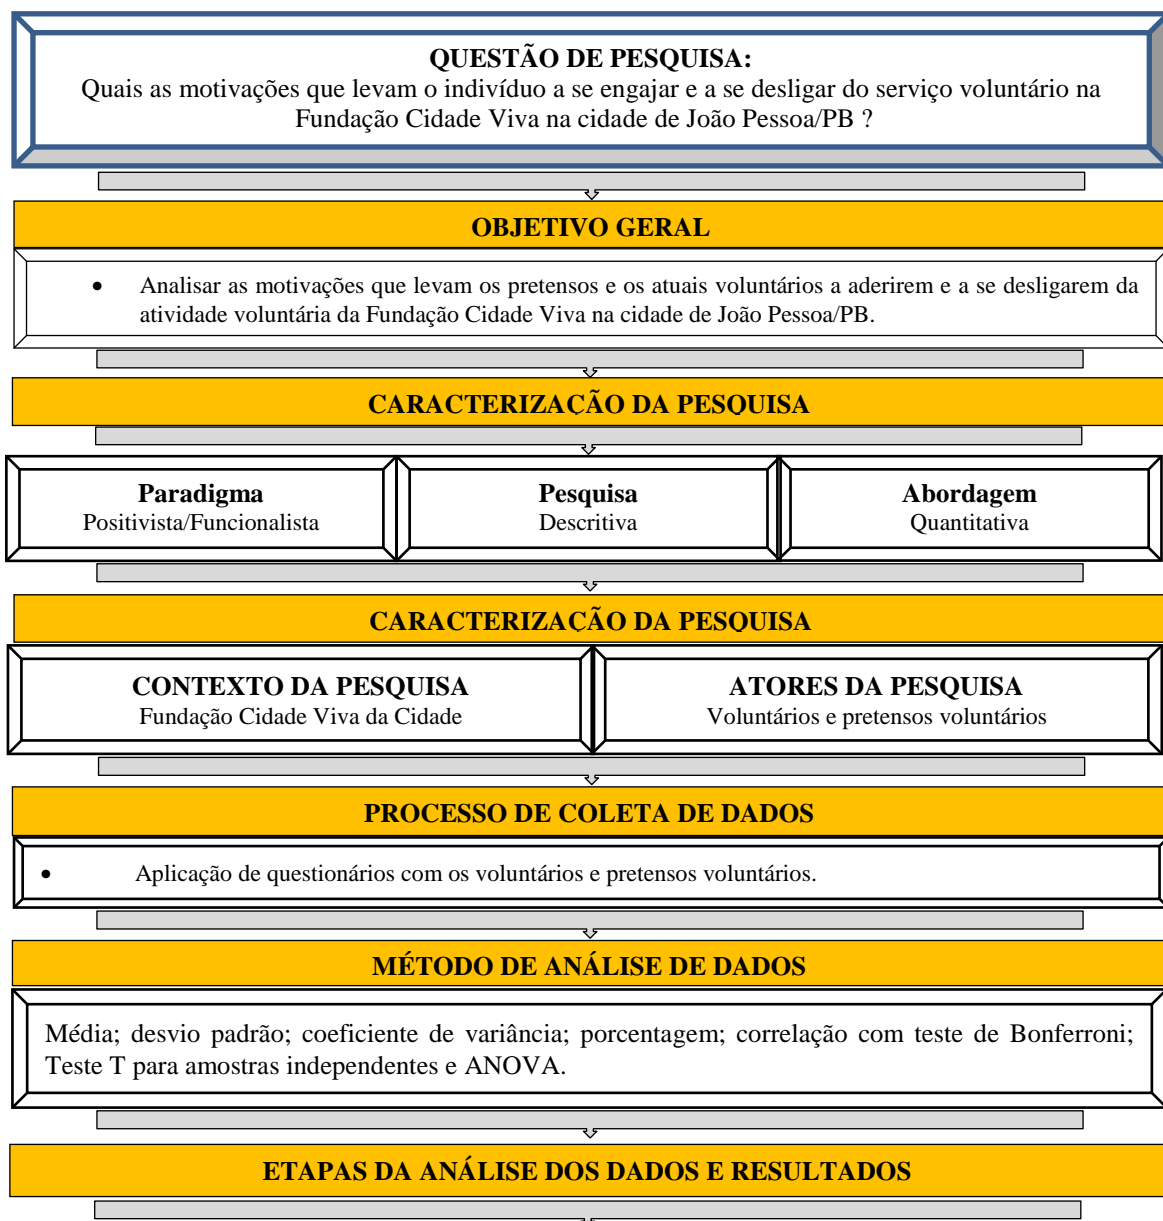 QUESTÃO DE PESQUISA:
Quais as motivações que levam o indivíduo a se engajar e a se desligar do serviço voluntário na
Fundação Cidade Viva na cidade de João Pessoa/PB ?
OBJETIVO GERAL
• Analisar as motivações que levam os pretensos e os atuais voluntários a aderirem e a se desligarem da
atividade voluntária da Fundação Cidade Viva na cidade de João Pessoa/PB.
CARACTERIZAÇÃO DA PESQUISA
Paradigma
Positivista/Funcionalista
Pesquisa
Descritiva
Abordagem
Quantitativa
CARACTERIZAÇÃO DA PESQUISA
CONTEXTO DA PESQUISA
Fundação Cidade Viva da Cidade
ATORES DA PESQUISA
Voluntários e pretensos voluntários
PROCESSO DE COLETA DE DADOS
• Aplicação de questionários com os voluntários e pretensos voluntários.
MÉTODO DE ANÁLISE DE DADOS
Média; desvio padrão; coeficiente de variância; porcentagem; correlação com teste de Bonferroni;
Teste T para amostras independentes e ANOVA.
ETAPAS DA ANÁLISE DOS DADOS E RESULTADOS